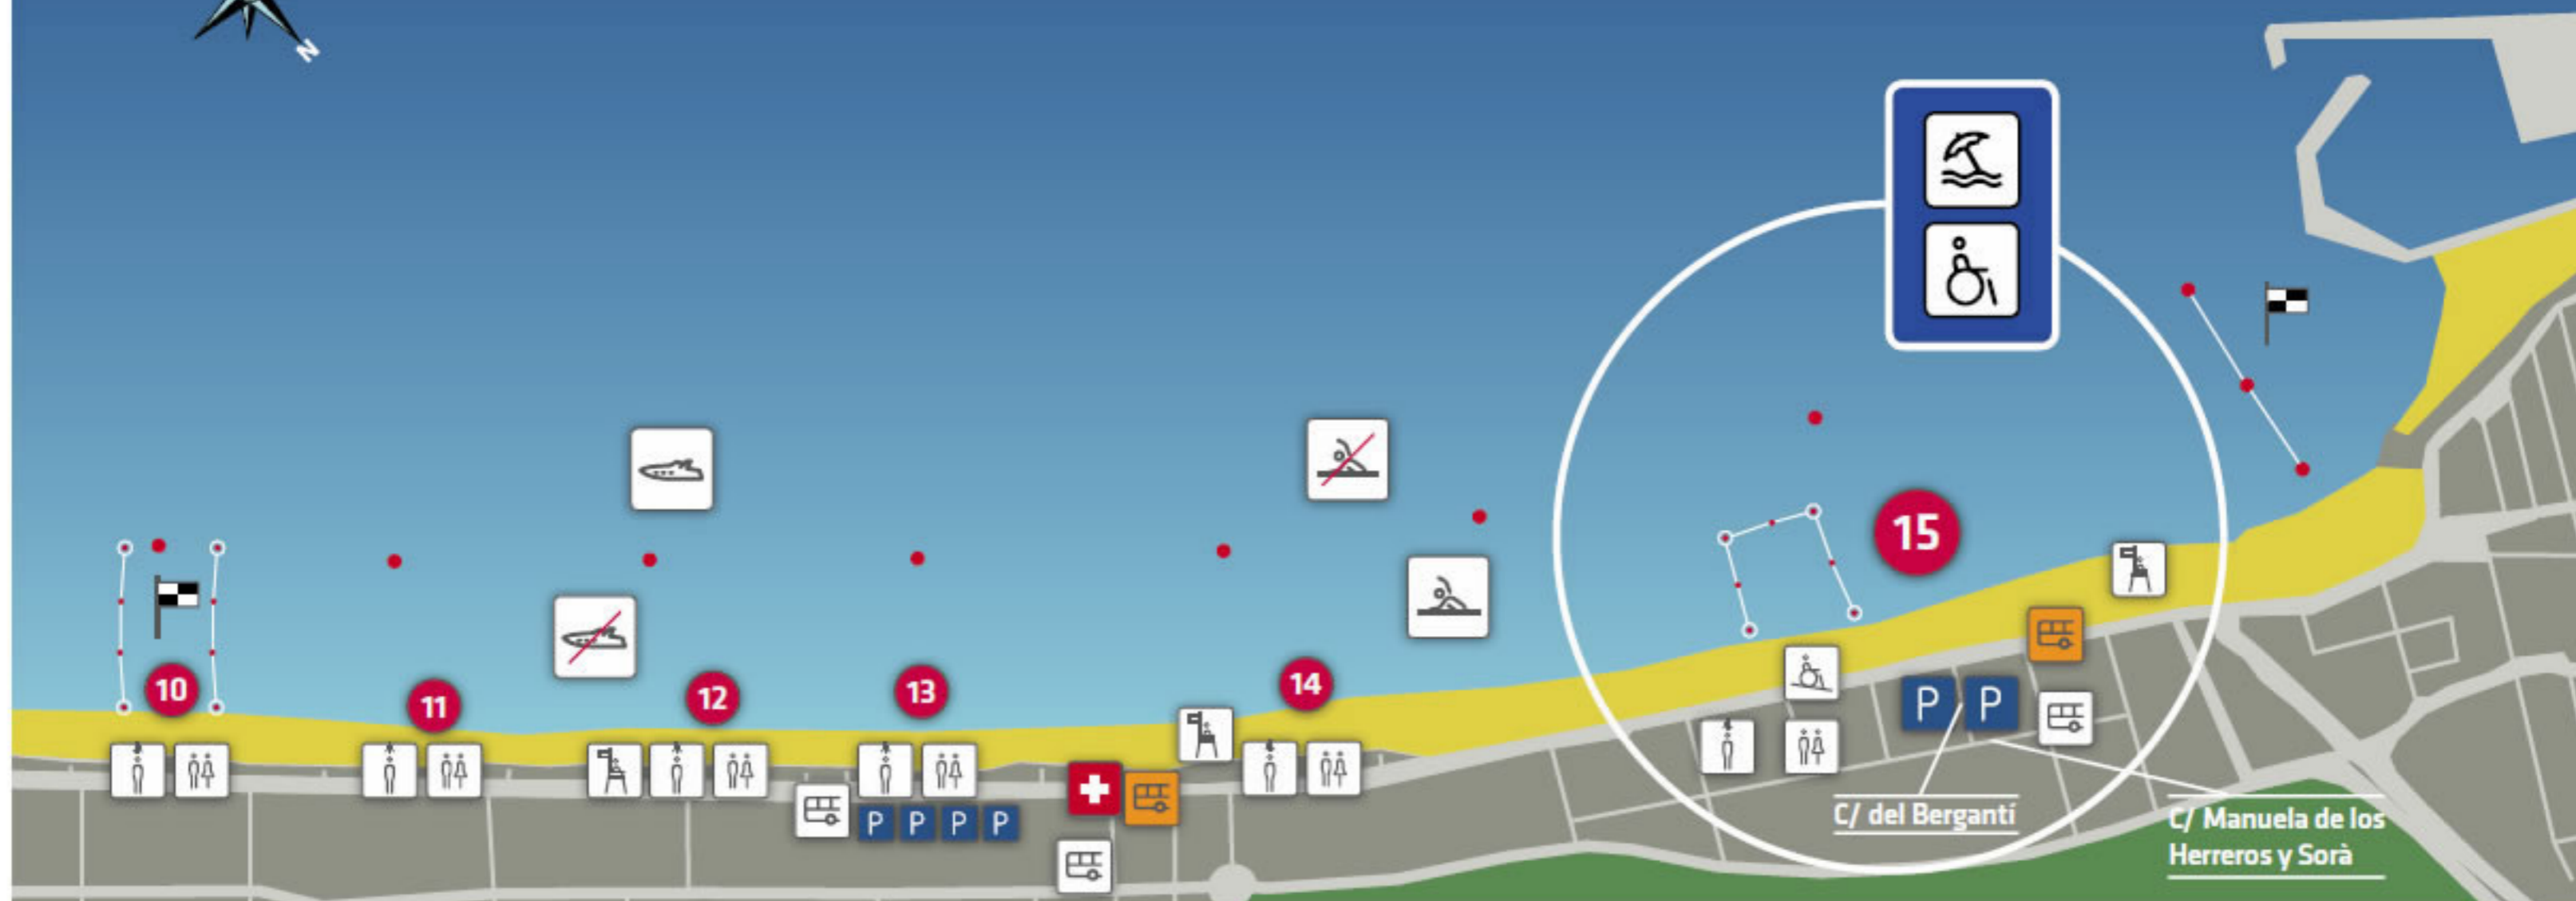 N
10
11
12
13
14
15
P P P P
P P
C/ del Bergantí
C/ Manuela de los
Herreros y Sorà